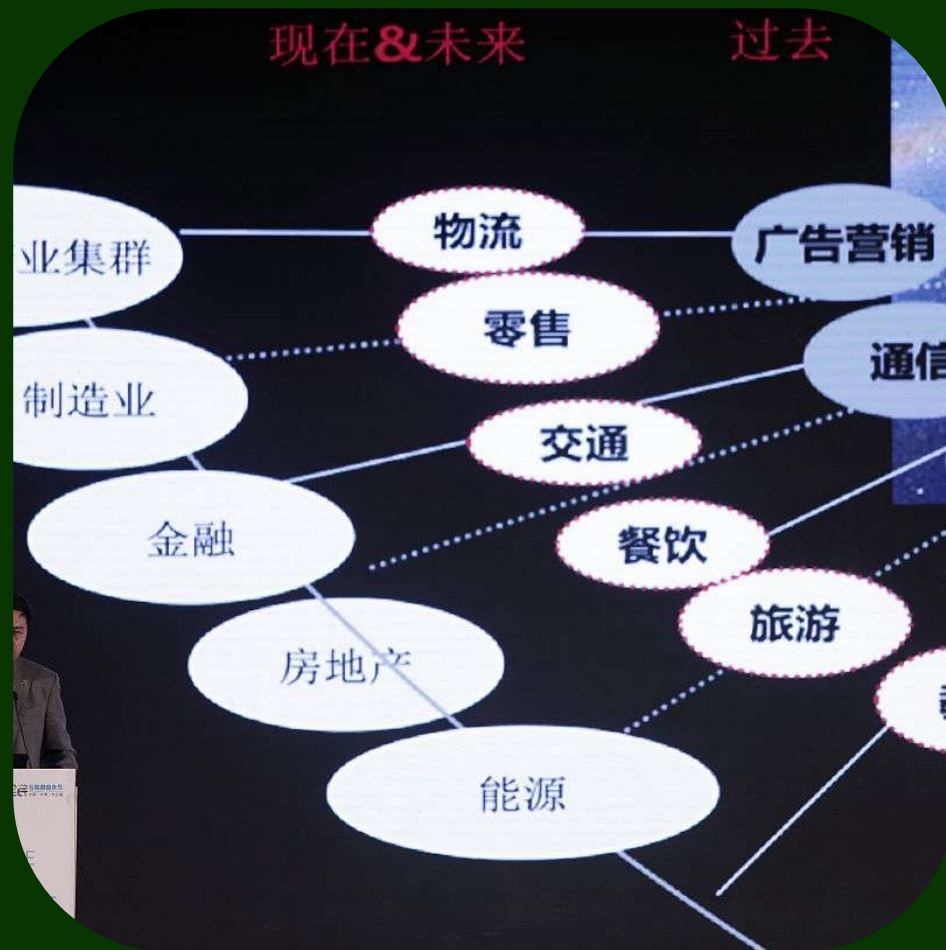 现在&未来
过去
业集群
物流
广告营销
零售
通信
制造业
交通
金融
餐饮
旅游
房地产
能源